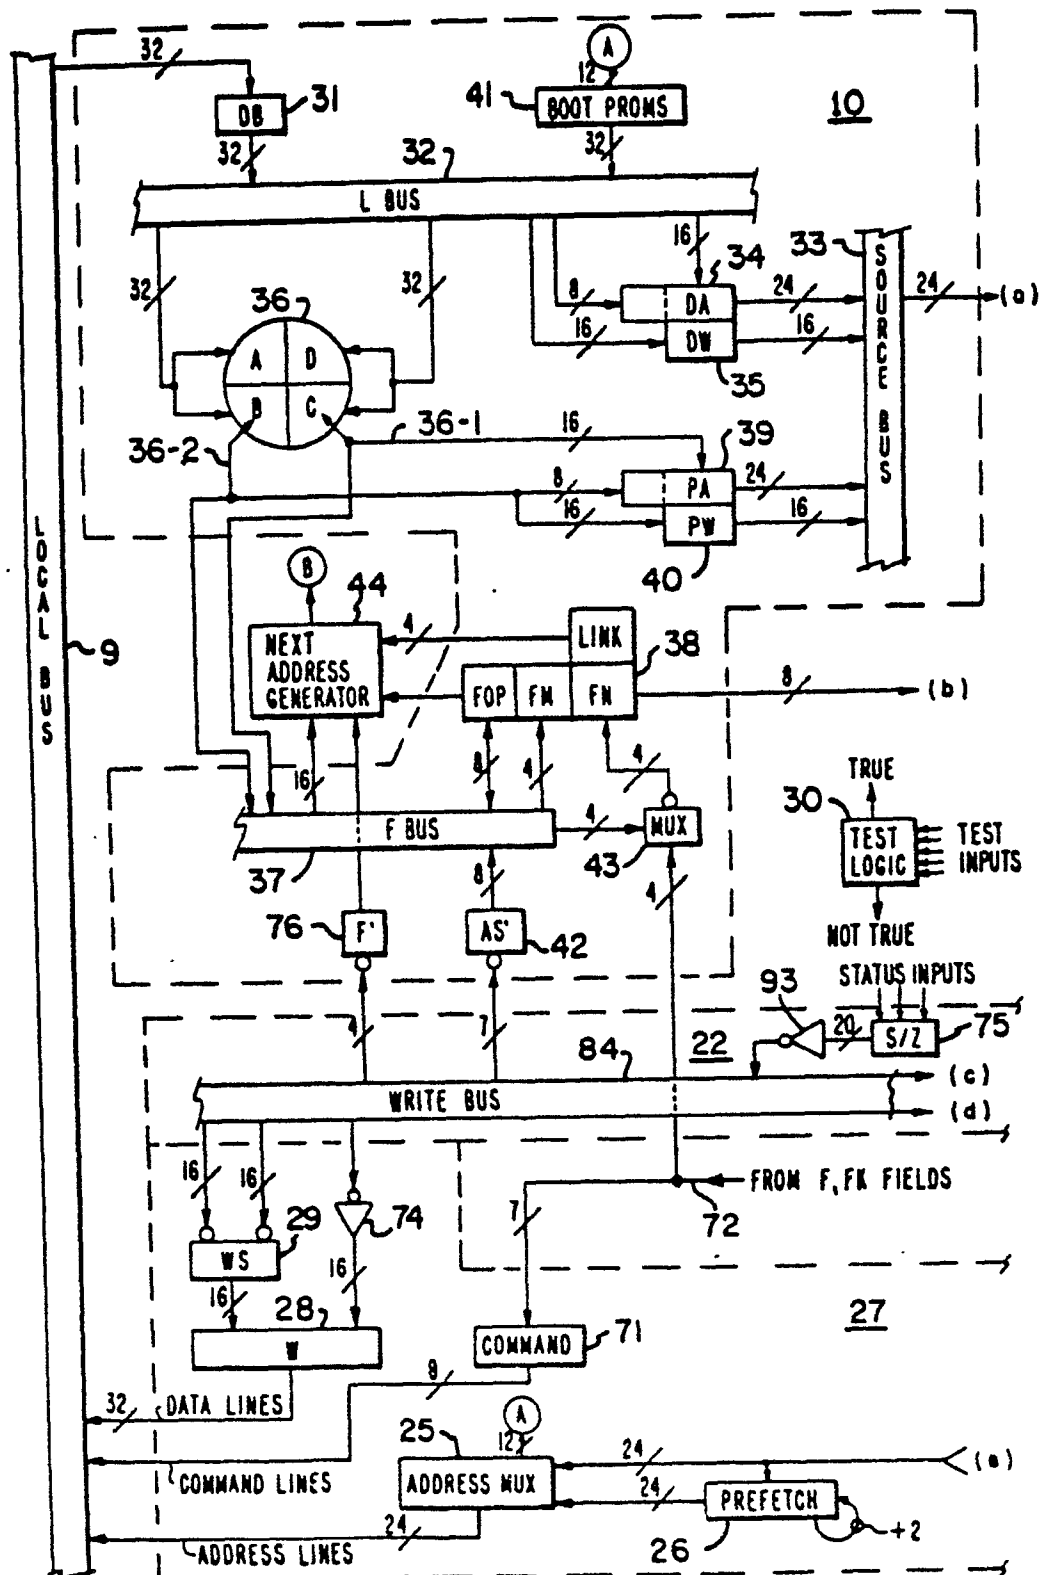 32
A
12
DB
31
41
BOOT PROMS
10
32
32
32
L BUS
16
33
34
SOURCE BUS
32
36
32
8
DA
24
24
(a)
16
DW
16
35
A
D
B
C
36-1
16
39
36-2
8
PA
24
16
PW
16
40
LOCAL BUS
9
B
44
4
LINK
38
NEXT
ADDRESS
GENERATOR
FOP
FM
FN
8
(b)
16
8
4
4
TRUE
30
F BUS
4
MUX
43
TEST
LOGIC
TEST
INPUTS
37
8
4
76
F'
AS'
42
NOT TRUE
STATUS INPUTS
93
4
7
22
20
S/Z
75
84
WRITE BUS
(c)
(d)
16
16
FROM F, FK FIELDS
7
72
29
WS
74
16
16
28
27
W
COMMAND
71
9
32
DATA LINES
A
25
12
24
(e)
COMMAND LINES
ADDRESS MUX
24
PREFETCH
24
26
+2
ADDRESS LINES